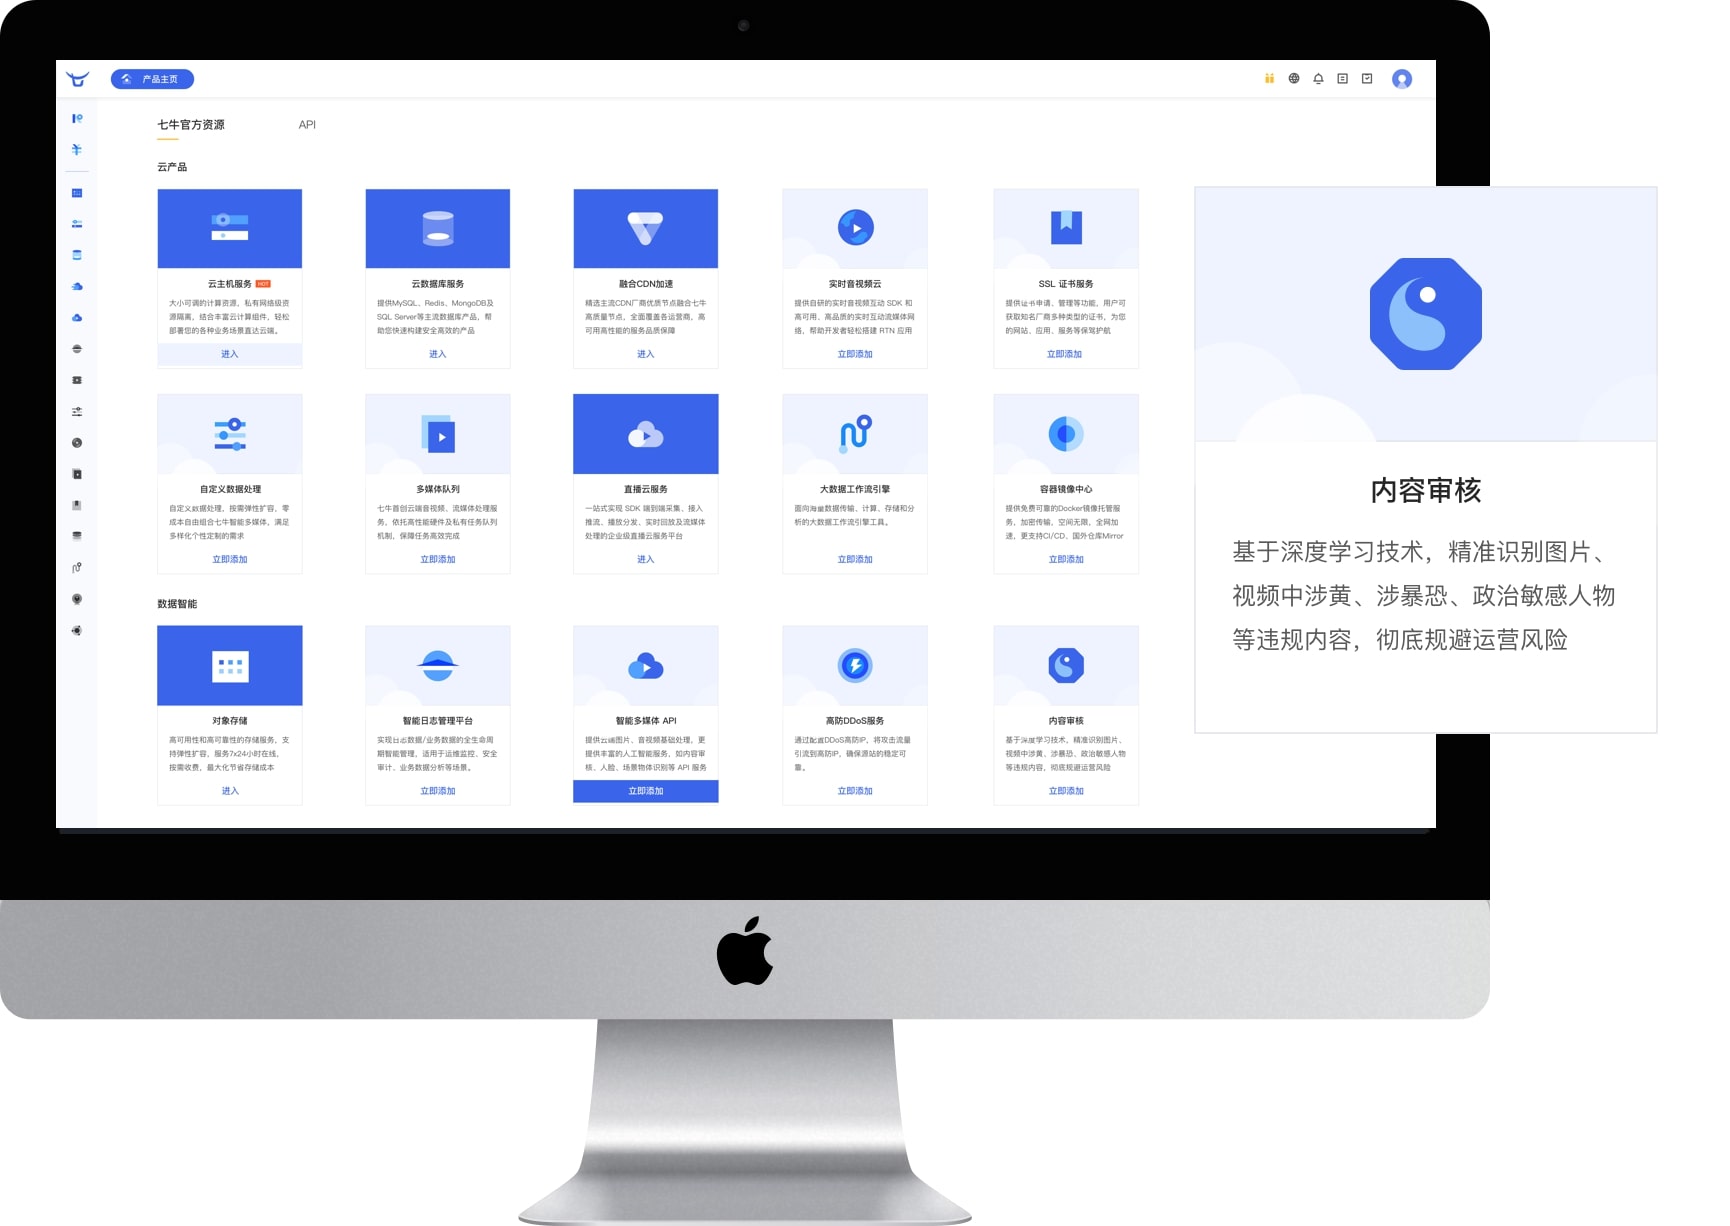 产品主页
七牛官方资源
API
云产品
云主机服务 HOT
大小可调的计算资源，私有网络级资
源隔离，结合丰富云计算组件，轻松
部署您的各种业务场景直达云端。
进入
云数据库服务
提供MySQL、Redis、MongoDB及
SQL Server等主流数据库产品，帮
助您快速构建安全高效的产品
进入
融合CDN加速
精选主流CDN厂商优质节点融合七牛
高质量节点，全面覆盖各运营商，高
可用高性能的服务品质保障
进入
实时音视频云
提供自研的实时音视频互动 SDK 和
高可用、高品质的实时互动流媒体网
络，帮助开发者轻松搭建 RTN 应用
立即添加
SSL 证书服务
提供证书申请、管理等功能，用户可
获取知名厂商多种类型的证书，为您
的网站、应用、服务等保驾护航
立即添加
自定义数据处理
自定义数据处理，按需弹性扩容，零
成本自由组合七牛智能多媒体，满足
多样化个性定制的需求
立即添加
多媒体队列
七牛首创云端音视频、流媒体处理服
务，依托高性能硬件及私有任务队列
机制，保障任务高效完成
立即添加
直播云服务
一站式实现 SDK 端到端采集、接入
推流、播放分发、实时回放及流媒体
处理的企业级直播云服务平台
进入
大数据工作流引擎
面向海量数据传输、计算、存储和分
析的大数据工作流引擎工具。
立即添加
容器镜像中心
提供免费可靠的Docker镜像托管服
务，加密传输，空间无限，全网加
速，更支持CI/CD、国外仓库Mirror
立即添加
数据智能
对象存储
高可用性和高可靠性的存储服务，支
持弹性扩容，服务7x24小时在线，
按需收费，最大化节省存储成本
进入
智能日志管理平台
实现日志数据/业务数据的全生命周
期智能管理，适用于运维监控、安全
审计、业务数据分析等场景。
立即添加
智能多媒体 API
提供云端图片、音视频基础处理，更
提供丰富的人工智能服务，如内容审
核、人脸、场景物体识别等 API 服务
立即添加
高防DDoS服务
通过配置DDoS高防IP，将攻击流量
引流到高防IP，确保源站的稳定可
靠。
立即添加
内容审核
基于深度学习技术，精准识别图片、
视频中涉黄、涉暴恐、政治敏感人物
等违规内容，彻底规避运营风险
立即添加
内容审核
基于深度学习技术，精准识别图片、
视频中涉黄、涉暴恐、政治敏感人物
等违规内容，彻底规避运营风险